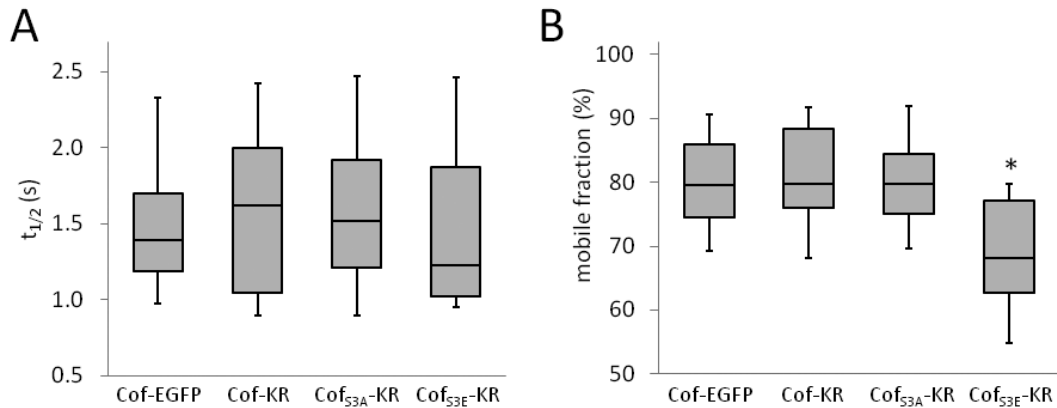 A
t1/2 (s)
2.5
2.0
1.5
1.0
0.5
Cof-EGFP Cof-KR CofS3A-KR CofS3E-KR
B
mobile fraction (%)
100
90
80
70
60
50
*
Cof-EGFP Cof-KR CofS3A-KR CofS3E-KR